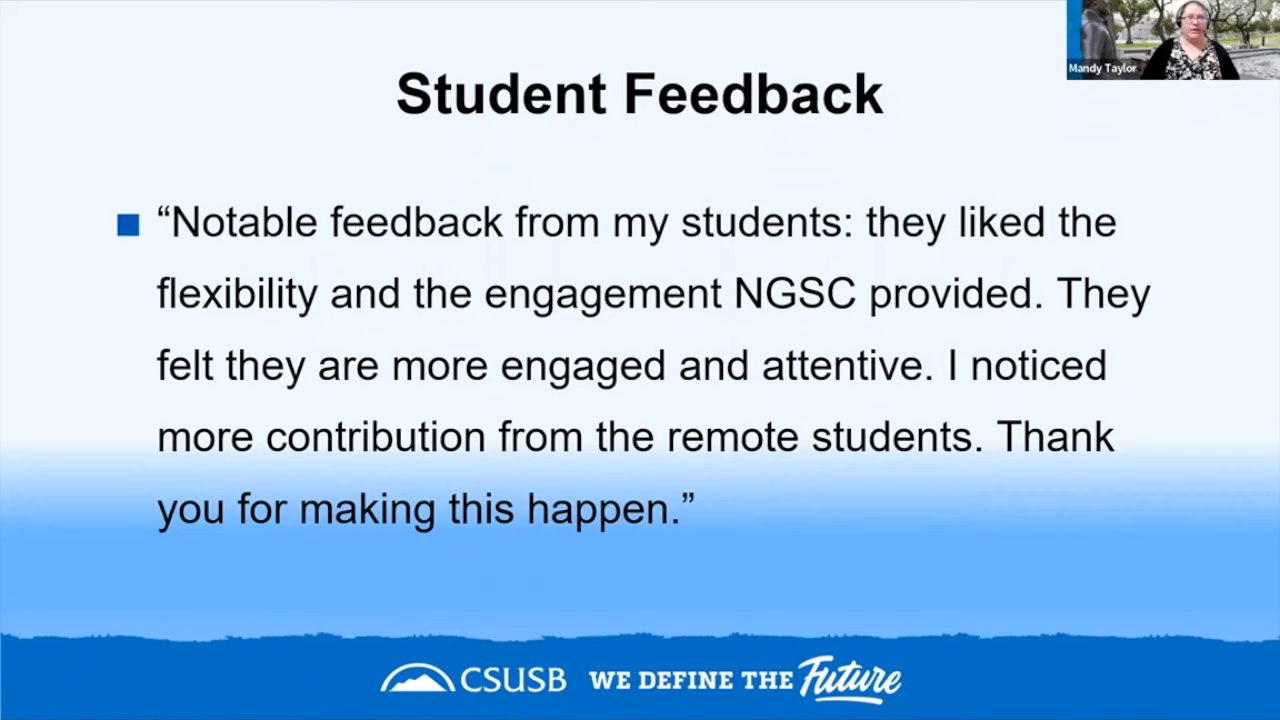 Mandy Taylor
Student Feedback
“Notable feedback from my students: they liked the
flexibility and the engagement NGSC provided. They
felt they are more engaged and attentive. I noticed
more contribution from the remote students. Thank
you for making this happen.”
CSUSB WE DEFINE THE Future